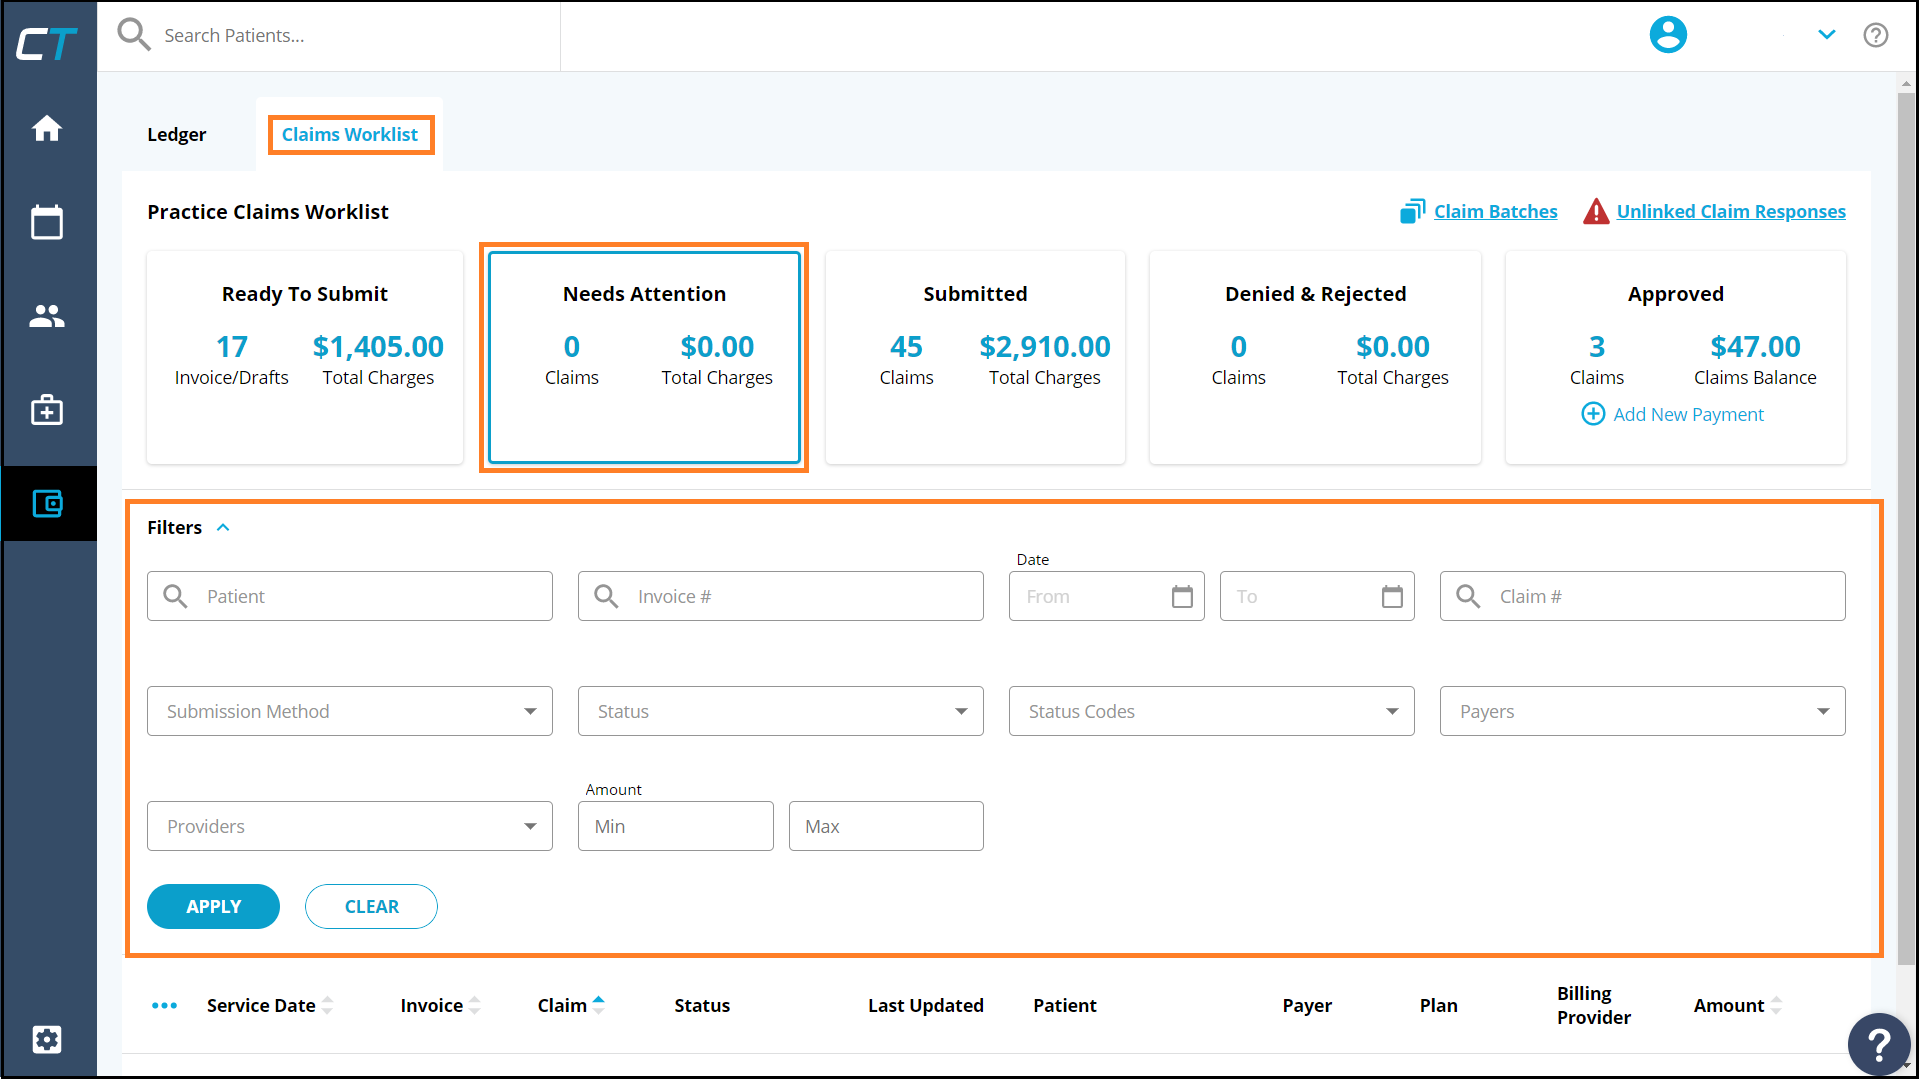 CT
Search Patients...
?
Ledger
Claims Worklist
Practice Claims Worklist
Claim Batches
Unlinked Claim Responses
Ready To Submit
17
$1,405.00
Invoice/Drafts
Total Charges
Needs Attention
0
$0.00
Claims
Total Charges
Submitted
45
$2,910.00
Claims
Total Charges
Denied & Rejected
0
$0.00
Claims
Total Charges
Approved
3
$47.00
Claims
Claims Balance
Add New Payment
Filters
Patient
Invoice #
Date
From
To
Claim #
Submission Method
Status
Status Codes
Payers
Providers
Amount
Min
Max
APPLY
CLEAR
Service Date
Invoice
Claim
Status
Last Updated
Patient
Payer
Plan
Billing
Provider
Amount
?